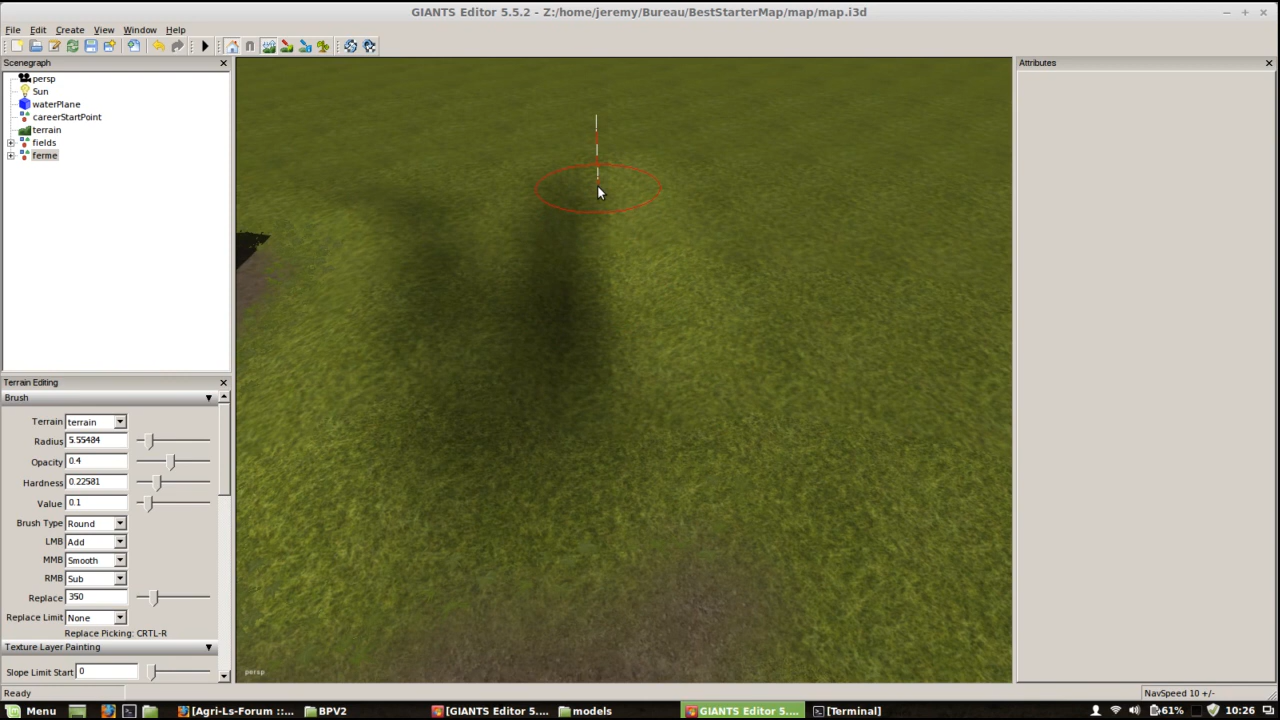 GIANTS Editor 5.5.2 - Z:/home/jeremy/Bureau/BestStarterMap/map/map.i3d
File Edit Create View Window Help
Scenegraph
Attributes
persp
Sun
waterPlane
careerStartPoint
terrain
fields
ferme
Terrain Editing
Brush
Terrain terrain
Radius 5.55484
Opacity 0.4
Hardness 0.22581
Value 0.1
Brush Type Round
LMB Add
MMB Smooth
RMB Sub
Replace 350
Replace Limit None
Replace Picking: CRTL-R
Texture Layer Painting
Slope Limit Start 0
persp
Ready
NavSpeed 10 +/-
Menu [Agri-Ls-Forum ::... BPV2 [GIANTS Editor 5.... models GIANTS Editor 5.... [Terminal] 61% 10:26